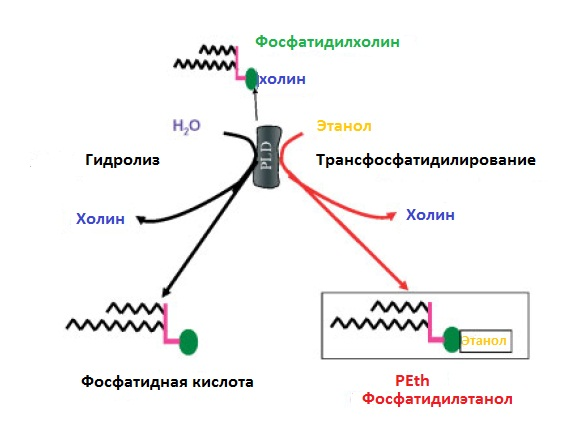 Фосфатидилхолин
холин
H₂O
Этанол
PLD
Гидролиз
Трансфосфатидилирование
Холин
Холин
Этанол
Фосфатидная кислота
PEth
Фосфатидилэтанол